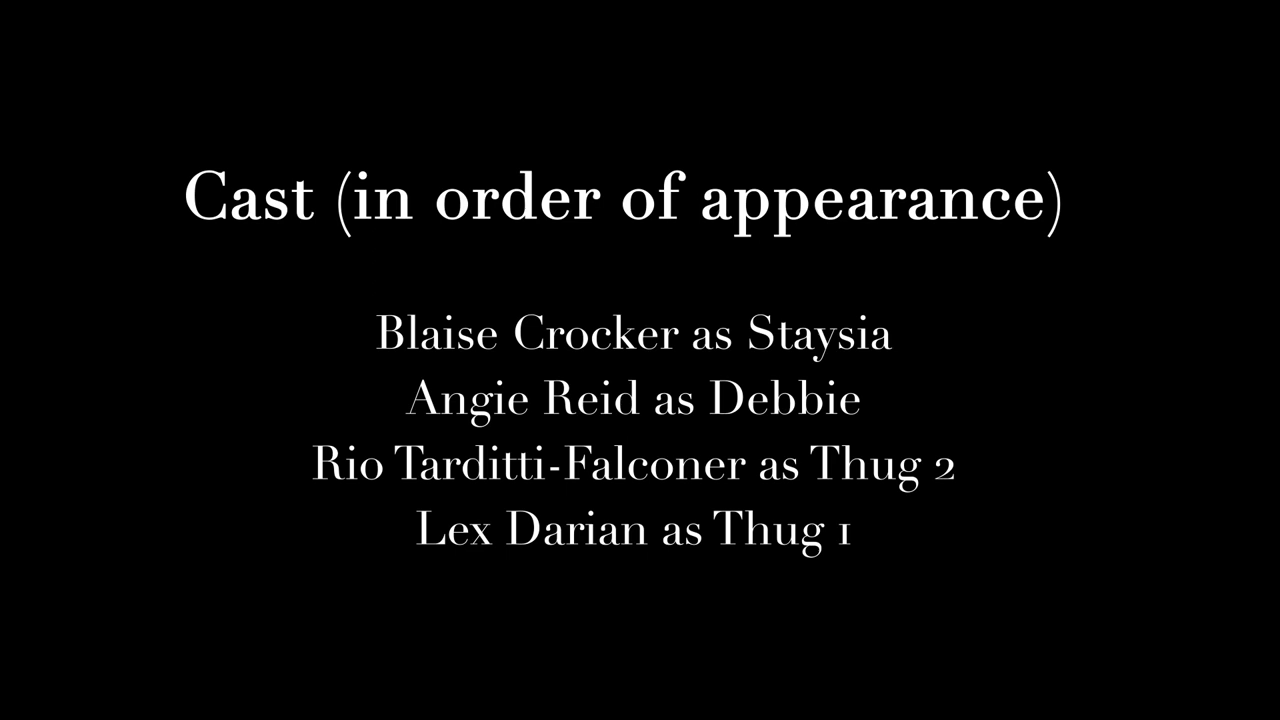 Cast (in order of appearance)
Blaise Crocker as Staysia
Angie Reid as Debbie
Rio Tarditti-Falconer as Thug 2
Lex Darian as Thug 1